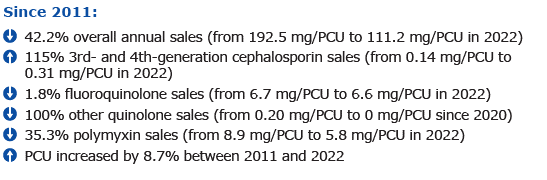 Since 2011:
42.2% overall annual sales (from 192.5 mg/PCU to 111.2 mg/PCU in 2022)
115% 3rd- and 4th-generation cephalosporin sales (from 0.14 mg/PCU to
0.31 mg/PCU in 2022)
1.8% fluoroquinolone sales (from 6.7 mg/PCU to 6.6 mg/PCU in 2022)
100% other quinolone sales (from 0.20 mg/PCU to 0 mg/PCU since 2020)
35.3% polymyxin sales (from 8.9 mg/PCU to 5.8 mg/PCU in 2022)
PCU increased by 8.7% between 2011 and 2022